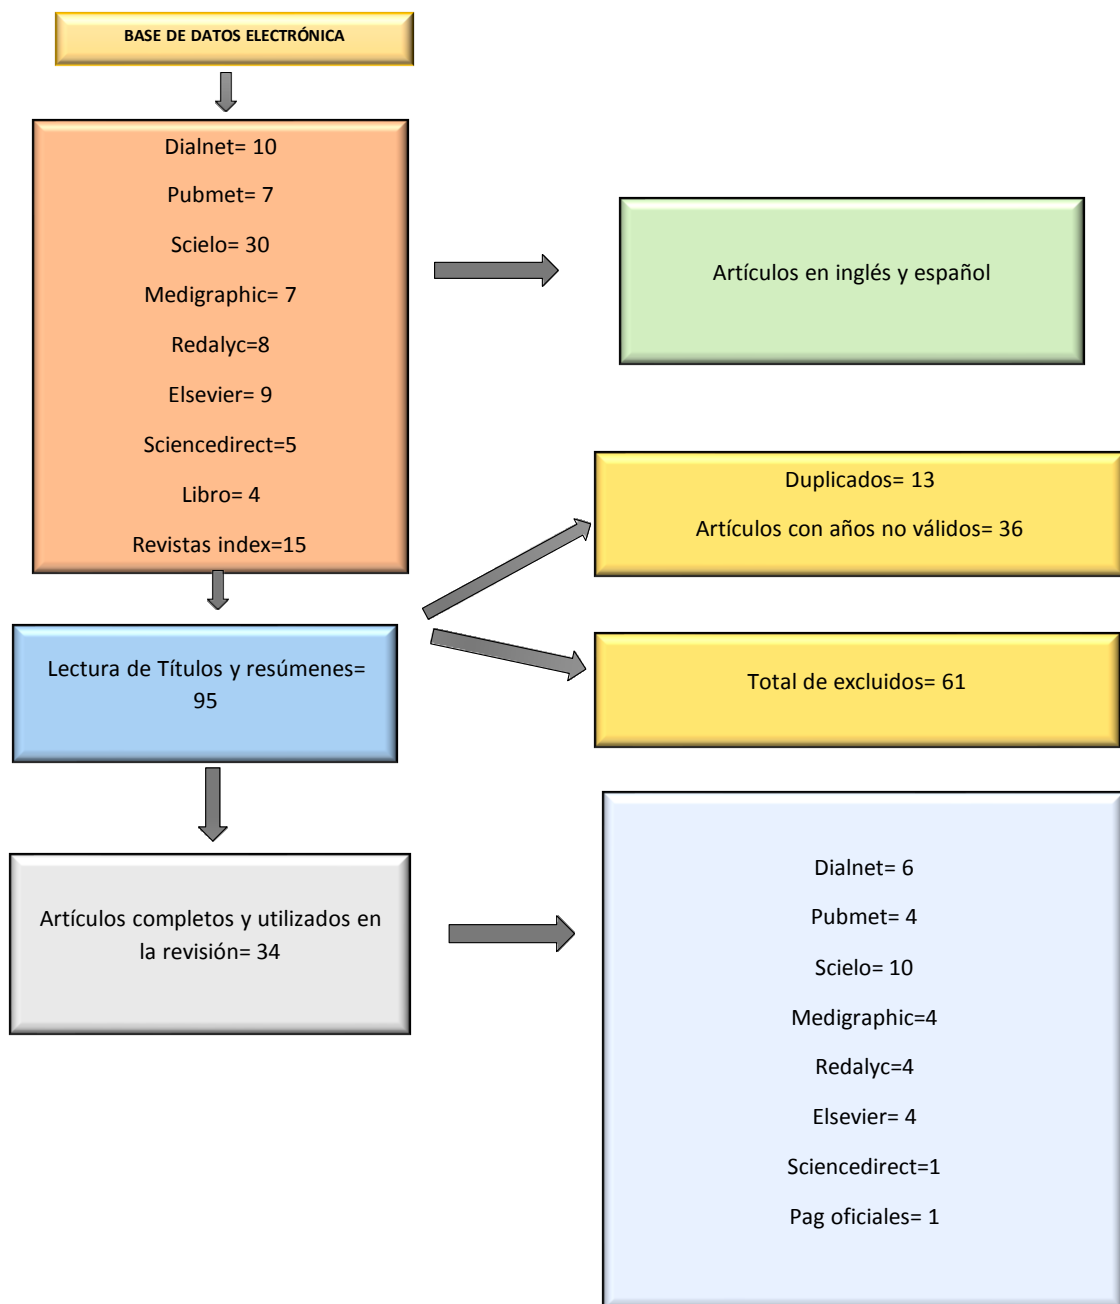 BASE DE DATOS ELECTRÓNICA
Dialnet= 10
Pubmet= 7
Scielo= 30
Medigraphic= 7
Redalyc=8
Elsevier= 9
Sciencedirect=5
Libro= 4
Revistas index=15
Artículos en inglés y español
Duplicados= 13
Artículos con años no válidos= 36
Lectura de Títulos y resúmenes=
95
Total de excluidos= 61
Artículos completos y utilizados en
la revisión= 34
Dialnet= 6
Pubmet= 4
Scielo= 10
Medigraphic=4
Redalyc=4
Elsevier= 4
Sciencedirect=1
Pag oficiales= 1